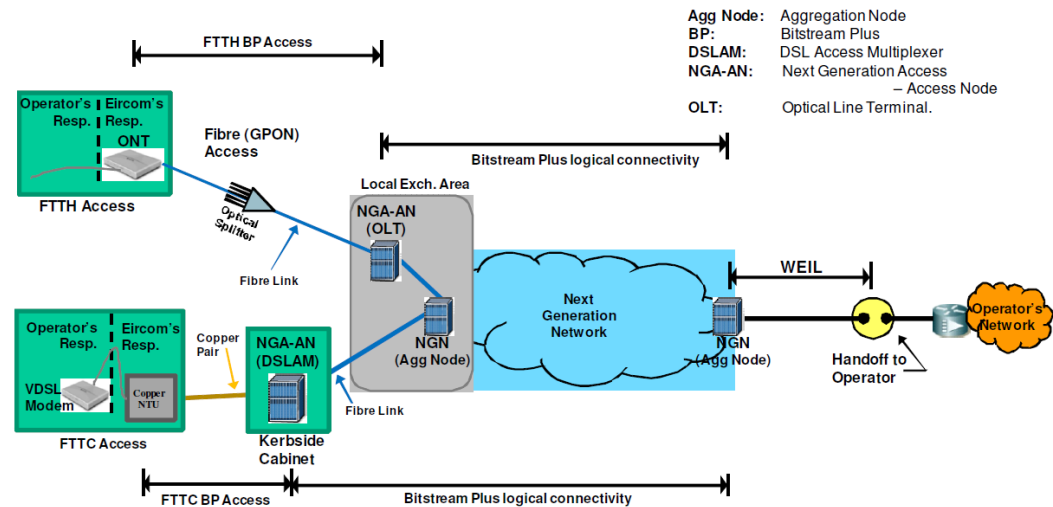 Agg Node: Aggregation Node
BP: Bitstream Plus
DSLAM: DSL Access Multiplexer
NGA-AN: Next Generation Access
– Access Node
OLT: Optical Line Terminal.
FTTH BP Access
Operator's
Resp.
Eircom's
Resp.
ONT
FTTH Access
Fibre (GPON)
Access
Optical
Splitter
Fibre Link
Bitstream Plus logical connectivity
Local Exch. Area
NGA-AN
(OLT)
NGN
(Agg Node)
Next
Generation
Network
WEIL
NGN
(Agg Node)
Handoff to
Operator
Operator's
Network
Operator's
Resp.
Eircom's
Resp.
VDSL
Modem
Copper
NTU
FTTC Access
Copper
Pair
NGA-AN
(DSLAM)
Fibre Link
Kerbside
Cabinet
FTTC BP Access
Bitstream Plus logical connectivity